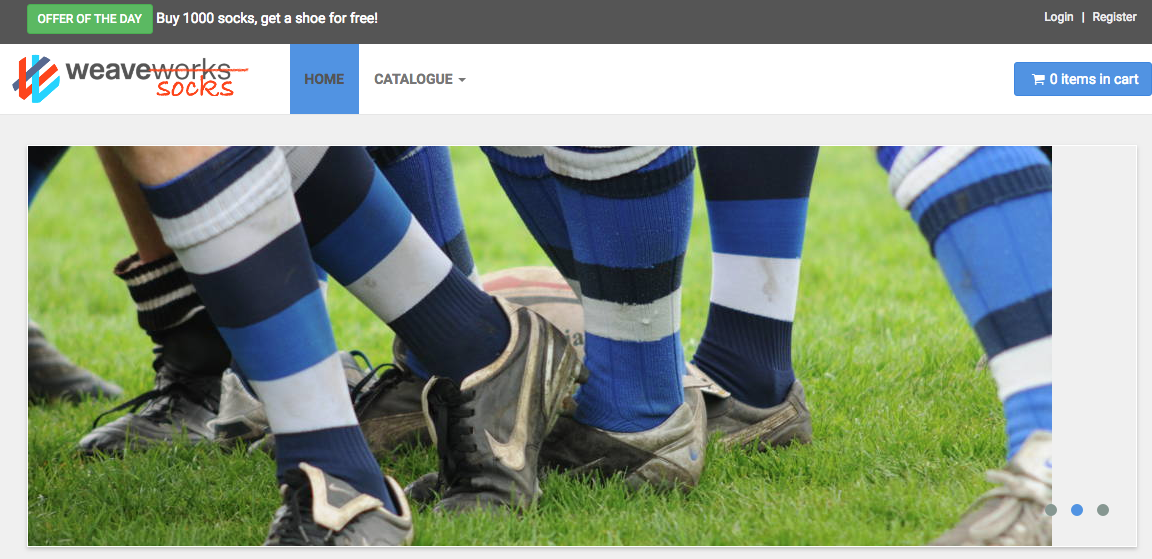 OFFER OF THE DAY Buy 1000 socks, get a shoe for free!
Login | Register
weaveworks
socks
HOME
CATALOGUE
0 items in cart